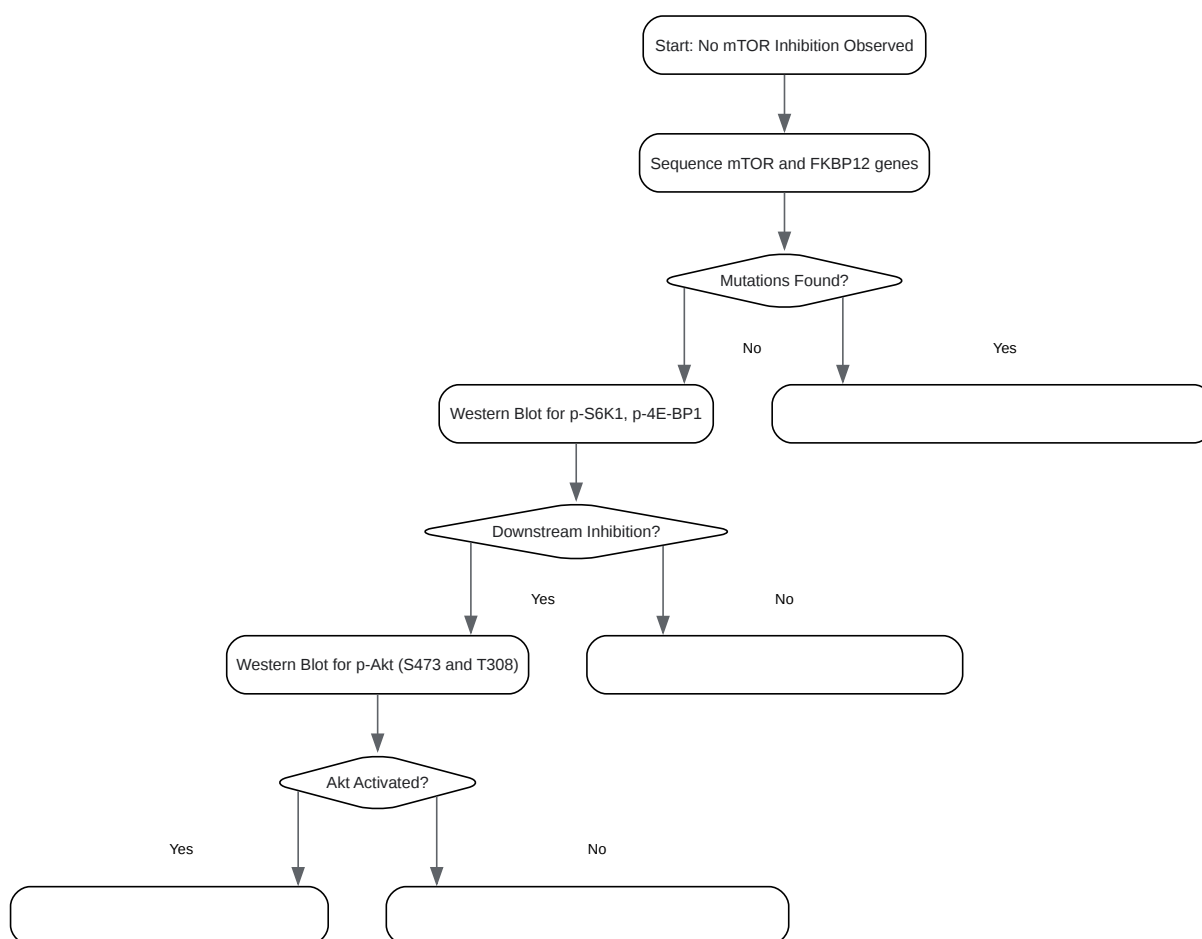 Start: No mTOR Inhibition Observed
Sequence mTOR and FKBP12 genes
Mutations Found?
No
Yes
Western Blot for p-S6K1, p-4E-BP1
Downstream Inhibition?
Yes
No
Western Blot for p-Akt (S473 and T308)
Akt Activated?
Yes
No